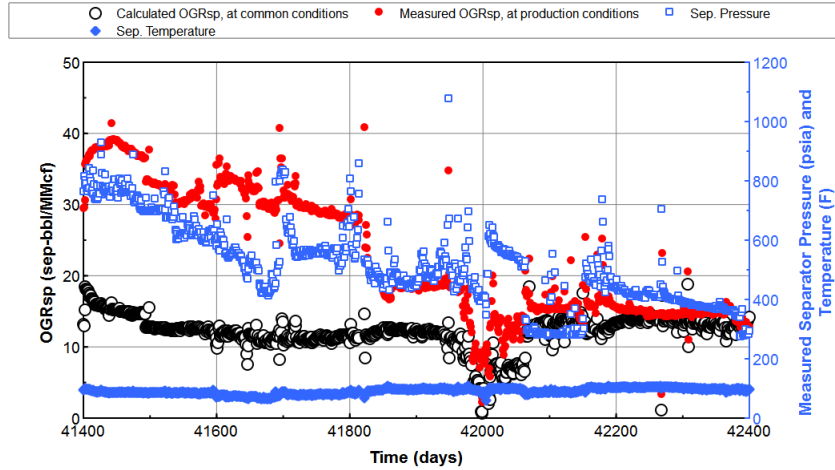 Calculated OGRsp, at common conditions Measured OGRsp, at production conditions Sep. Pressure
Sep. Temperature
50 1200
1000
40
800
30
600
20
400
10
200
0 0
41400 41600 41800 42000 42200 42400
OGRsp (sep-bbl/MMcf)
Time (days)
Measured Separator Pressure (psia) and
Temperature (F)